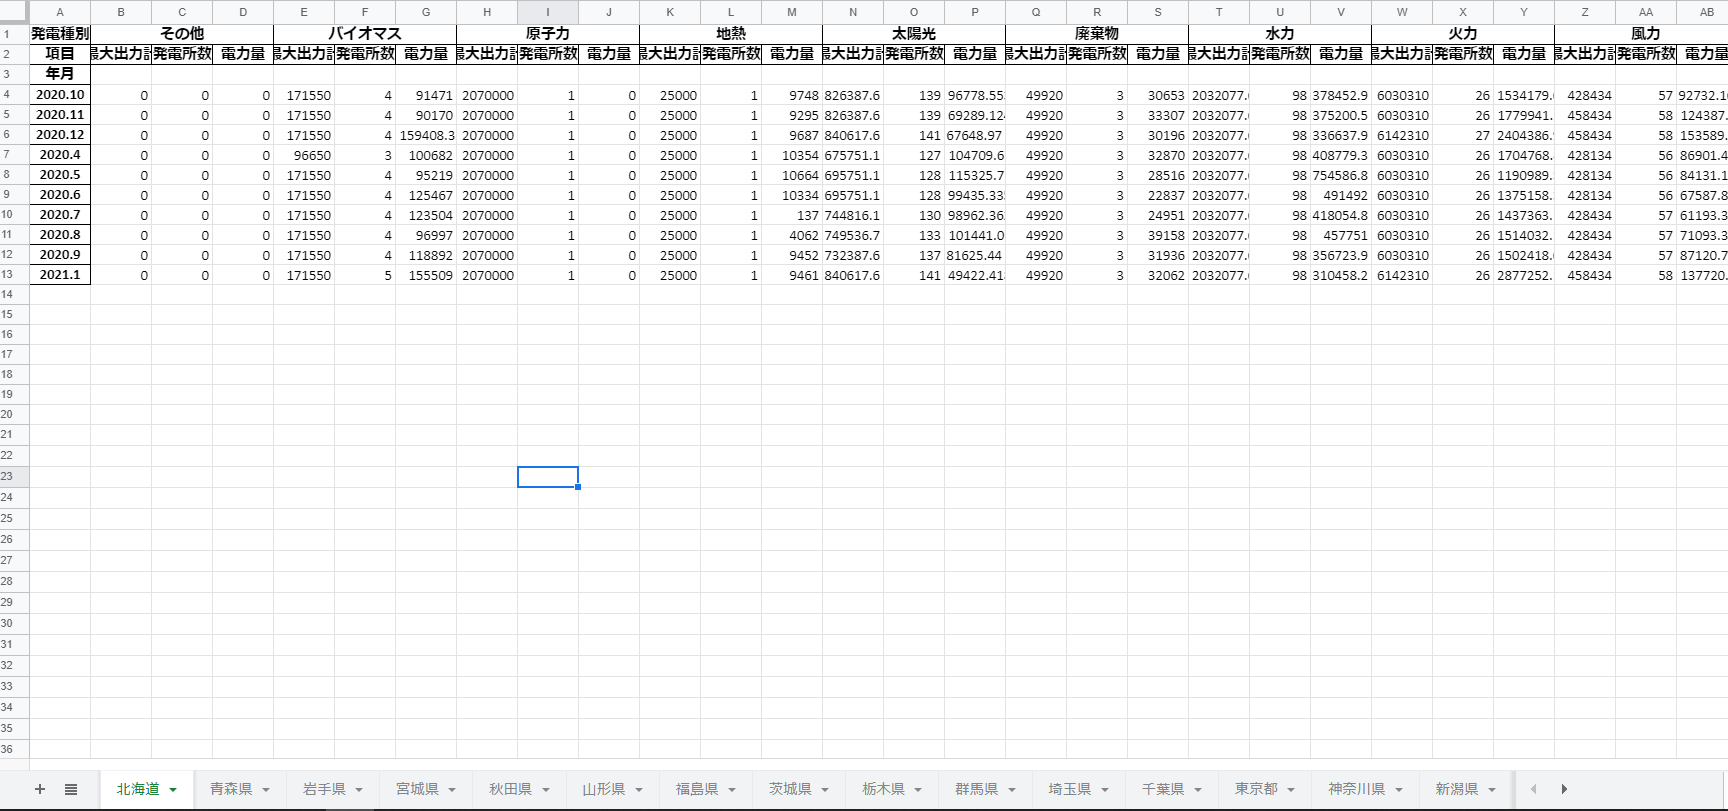 A B C D E F G H I J K L M N O P Q R S T U V W X Y Z AA AB
1 発電種別 その他 バイオマス 原子力 地熱 太陽光 廃棄物 水力 火力 風力
2 項目 最大出力計 発電所数 電力量 最大出力計 発電所数 電力量 最大出力計 発電所数 電力量 最大出力計 発電所数 電力量 最大出力計 発電所数 電力量 最大出力計 発電所数 電力量 最大出力計 発電所数 電力量 最大出力計 発電所数 電力量 最大出力計 発電所数 電力量
3 年月
4 2020.10 0 0 0 171550 4 91471 2070000 1 0 25000 1 9748 826387.6 139 96778.55 49920 3 30653 2032077. 98 378452.9 6030310 26 1534179. 428434 57 92732.1
5 2020.11 0 0 0 171550 4 90170 2070000 1 0 25000 1 9295 826387.6 139 69289.12 49920 3 33307 2032077. 98 375200.5 6030310 26 1779941. 458434 58 124387.
6 2020.12 0 0 0 171550 4 159408.3 2070000 1 0 25000 1 9687 840617.6 141 67648.97 49920 3 30196 2032077. 98 336637.9 6142310 27 2404386. 458434 58 153589.
7 2020.4 0 0 0 96650 3 100682 2070000 1 0 25000 1 10354 675751.1 127 104709.6 49920 3 32870 2032077. 98 408779.3 6030310 26 1704768. 428134 56 86901.4
8 2020.5 0 0 0 171550 4 95219 2070000 1 0 25000 1 10664 695751.1 128 115325.7 49920 3 28516 2032077. 98 754586.8 6030310 26 1190989. 428134 56 84131.1
9 2020.6 0 0 0 171550 4 125467 2070000 1 0 25000 1 10334 695751.1 128 99435.33 49920 3 22837 2032077. 98 491492 6030310 26 1375158. 428134 56 67587.8
10 2020.7 0 0 0 171550 4 123504 2070000 1 0 25000 1 137 744816.1 130 98962.36 49920 3 24951 2032077. 98 418054.8 6030310 26 1437363. 428434 57 61193.3
11 2020.8 0 0 0 171550 4 96997 2070000 1 0 25000 1 4062 749536.7 133 101441.0 49920 3 39158 2032077. 98 457751 6030310 26 1514032. 428434 57 71093.3
12 2020.9 0 0 0 171550 4 118892 2070000 1 0 25000 1 9452 732387.6 137 81625.44 49920 3 31936 2032077. 98 356723.9 6030310 26 1502418. 428434 57 87120.7
13 2021.1 0 0 0 171550 5 155509 2070000 1 0 25000 1 9461 840617.6 141 49422.41 49920 3 32062 2032077. 98 310458.2 6142310 26 2877252. 458434 58 137720.
14
15
16
17
18
19
20
21
22
23
24
25
26
27
28
29
30
31
32
33
34
35
36
北海道 青森県 岩手県 宮城県 秋田県 山形県 福島県 茨城県 栃木県 群馬県 埼玉県 千葉県 東京都 神奈川県 新潟県